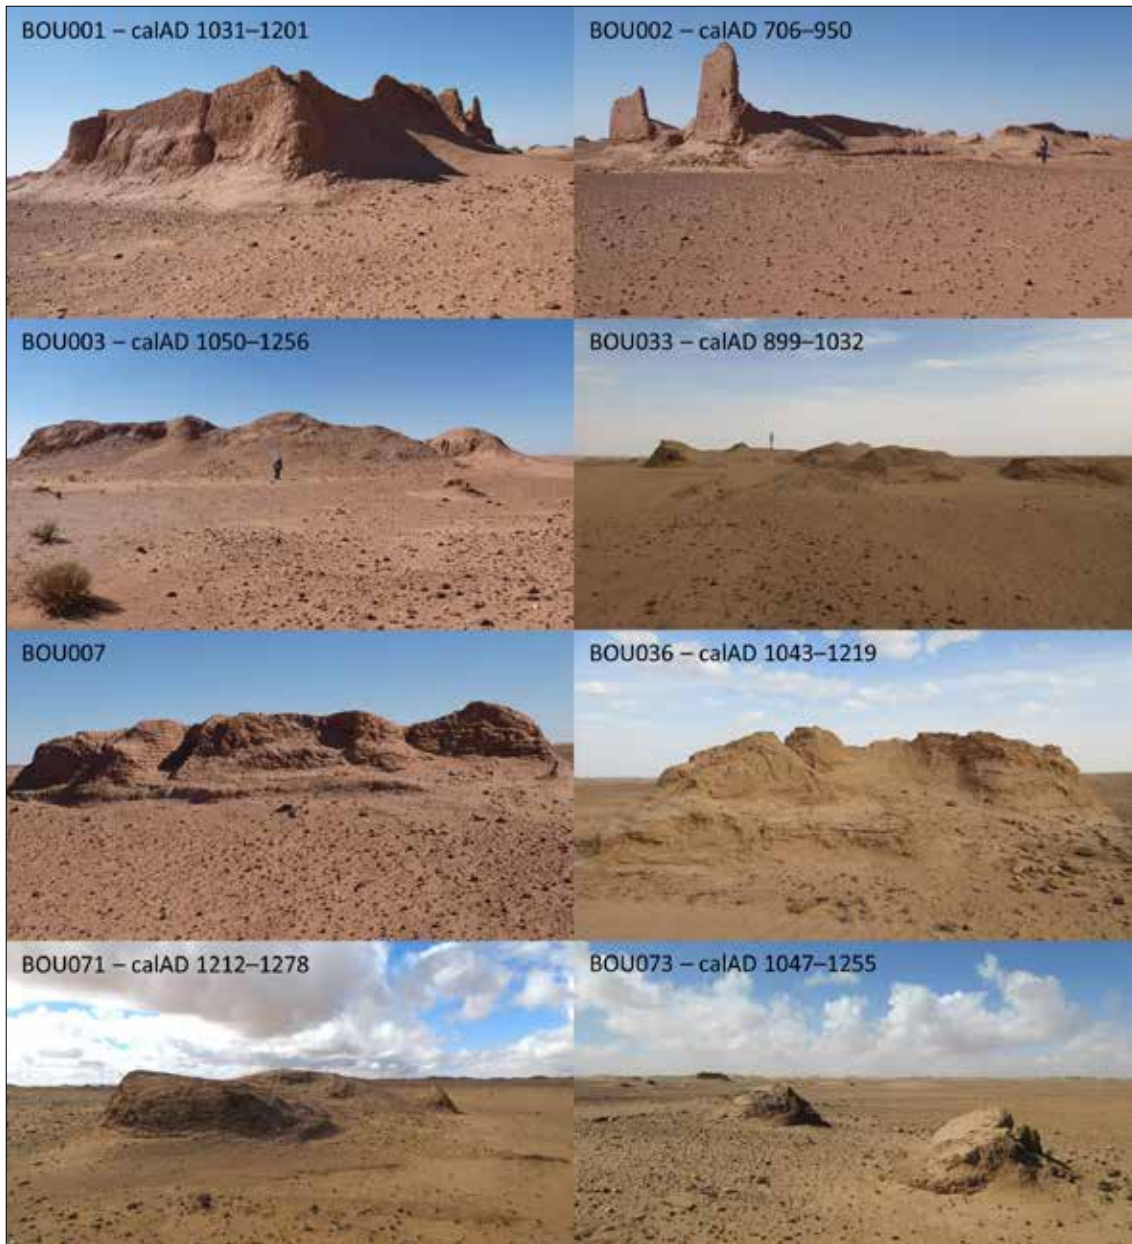 BOU001 – calAD 1031–1201
BOU002 – calAD 706–950
BOU003 – calAD 1050–1256
BOU033 – calAD 899–1032
BOU007
BOU036 – calAD 1043–1219
BOU071 – calAD 1212–1278
BOU073 – calAD 1047–1255